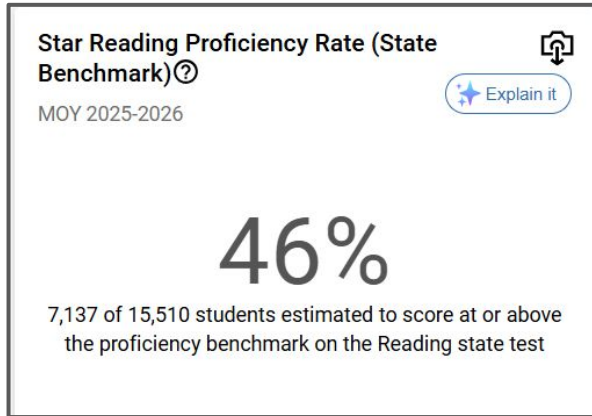 Star Reading Proficiency Rate (State
Benchmark)?
Explain it
MOY 2025-2026
46%
7,137 of 15,510 students estimated to score at or above
the proficiency benchmark on the Reading state test